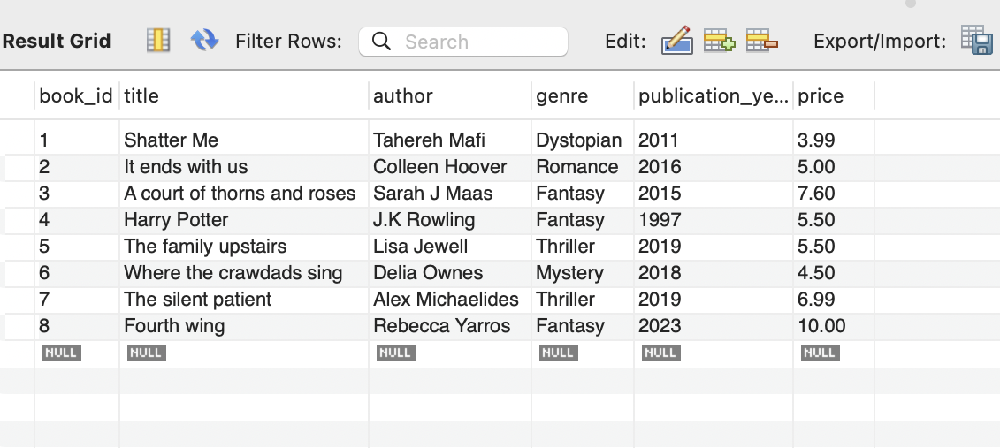 Result Grid Filter Rows: Search Edit: Export/Import:
book_id title author genre publication_ye... price
1 Shatter Me Tahereh Mafi Dystopian 2011 3.99
2 It ends with us Colleen Hoover Romance 2016 5.00
3 A court of thorns and roses Sarah J Maas Fantasy 2015 7.60
4 Harry Potter J.K Rowling Fantasy 1997 5.50
5 The family upstairs Lisa Jewell Thriller 2019 5.50
6 Where the crawdads sing Delia Ownes Mystery 2018 4.50
7 The silent patient Alex Michaelides Thriller 2019 6.99
8 Fourth wing Rebecca Yarros Fantasy 2023 10.00
NULL NULL NULL NULL NULL NULL